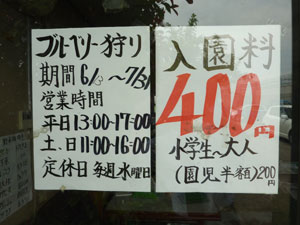 ブルーベリー狩り
期間 6/ 〜7/31
営業時間
平日 13:00〜17:00
土、日 11:00〜16:00
定休日 毎週水曜日
入園料
400円
小学生〜大人
(園児半額)200円